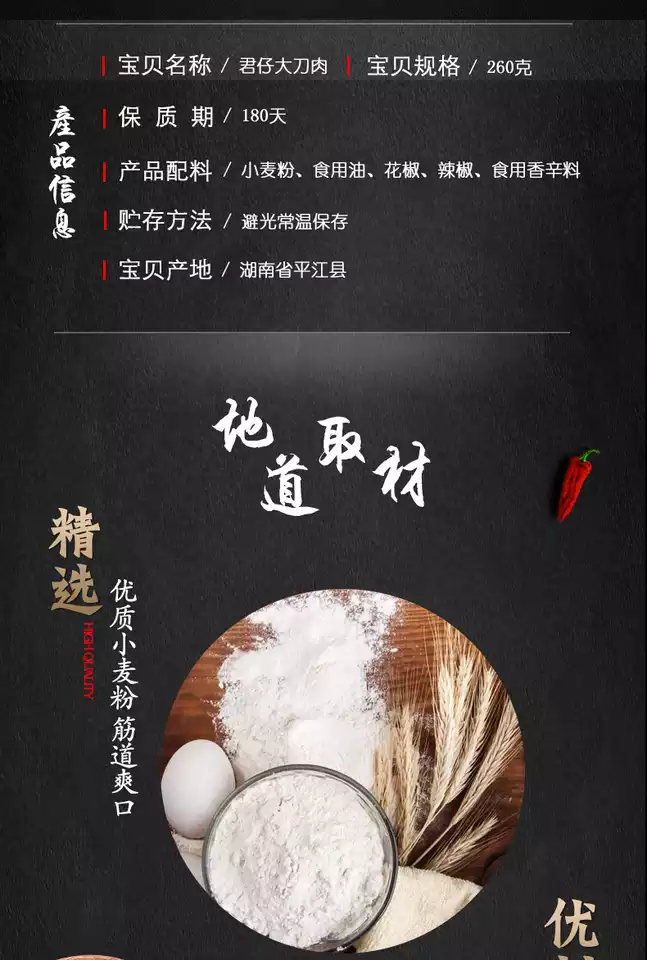 宝贝名称 / 君仔大刀肉 宝贝规格 / 260克
保 质 期 / 180天
产品配料 / 小麦粉、食用油、花椒、辣椒、食用香辛料
贮存方法 / 避光常温保存
宝贝产地 / 湖南省平江县
産品信息
地道取材
精选
HIGH QUALITY
优质小麦粉筋道爽口
优